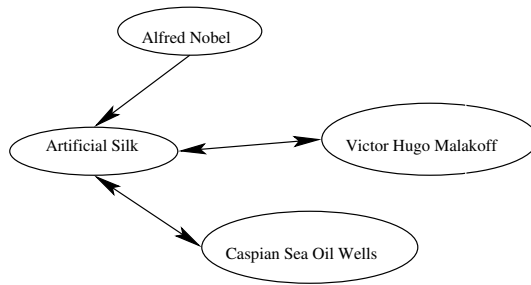 Alfred Nobel
Artificial Silk
Victor Hugo Malakoff
Caspian Sea Oil Wells